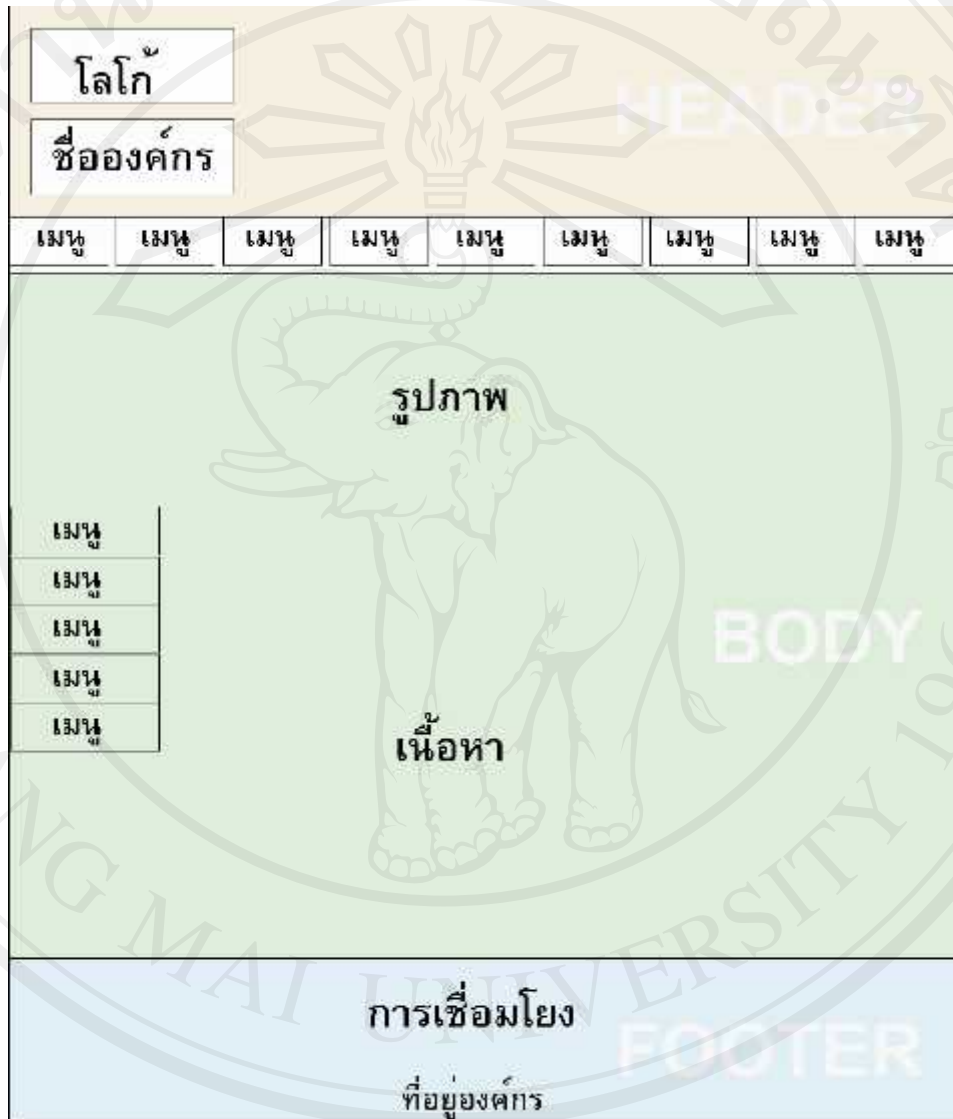 โลโก้
HEADER
ชื่อองค์กร
เมนู เมนู เมนู เมนู เมนู เมนู เมนู เมนู เมนู
รูปภาพ
เมนู
เมนู
เมนู
BODY
เมนู
เมนู
เนื้อหา
NG MAI UNIVERSITY 19
การเชื่อมโยง
FOOTER
ที่อยู่องค์กร